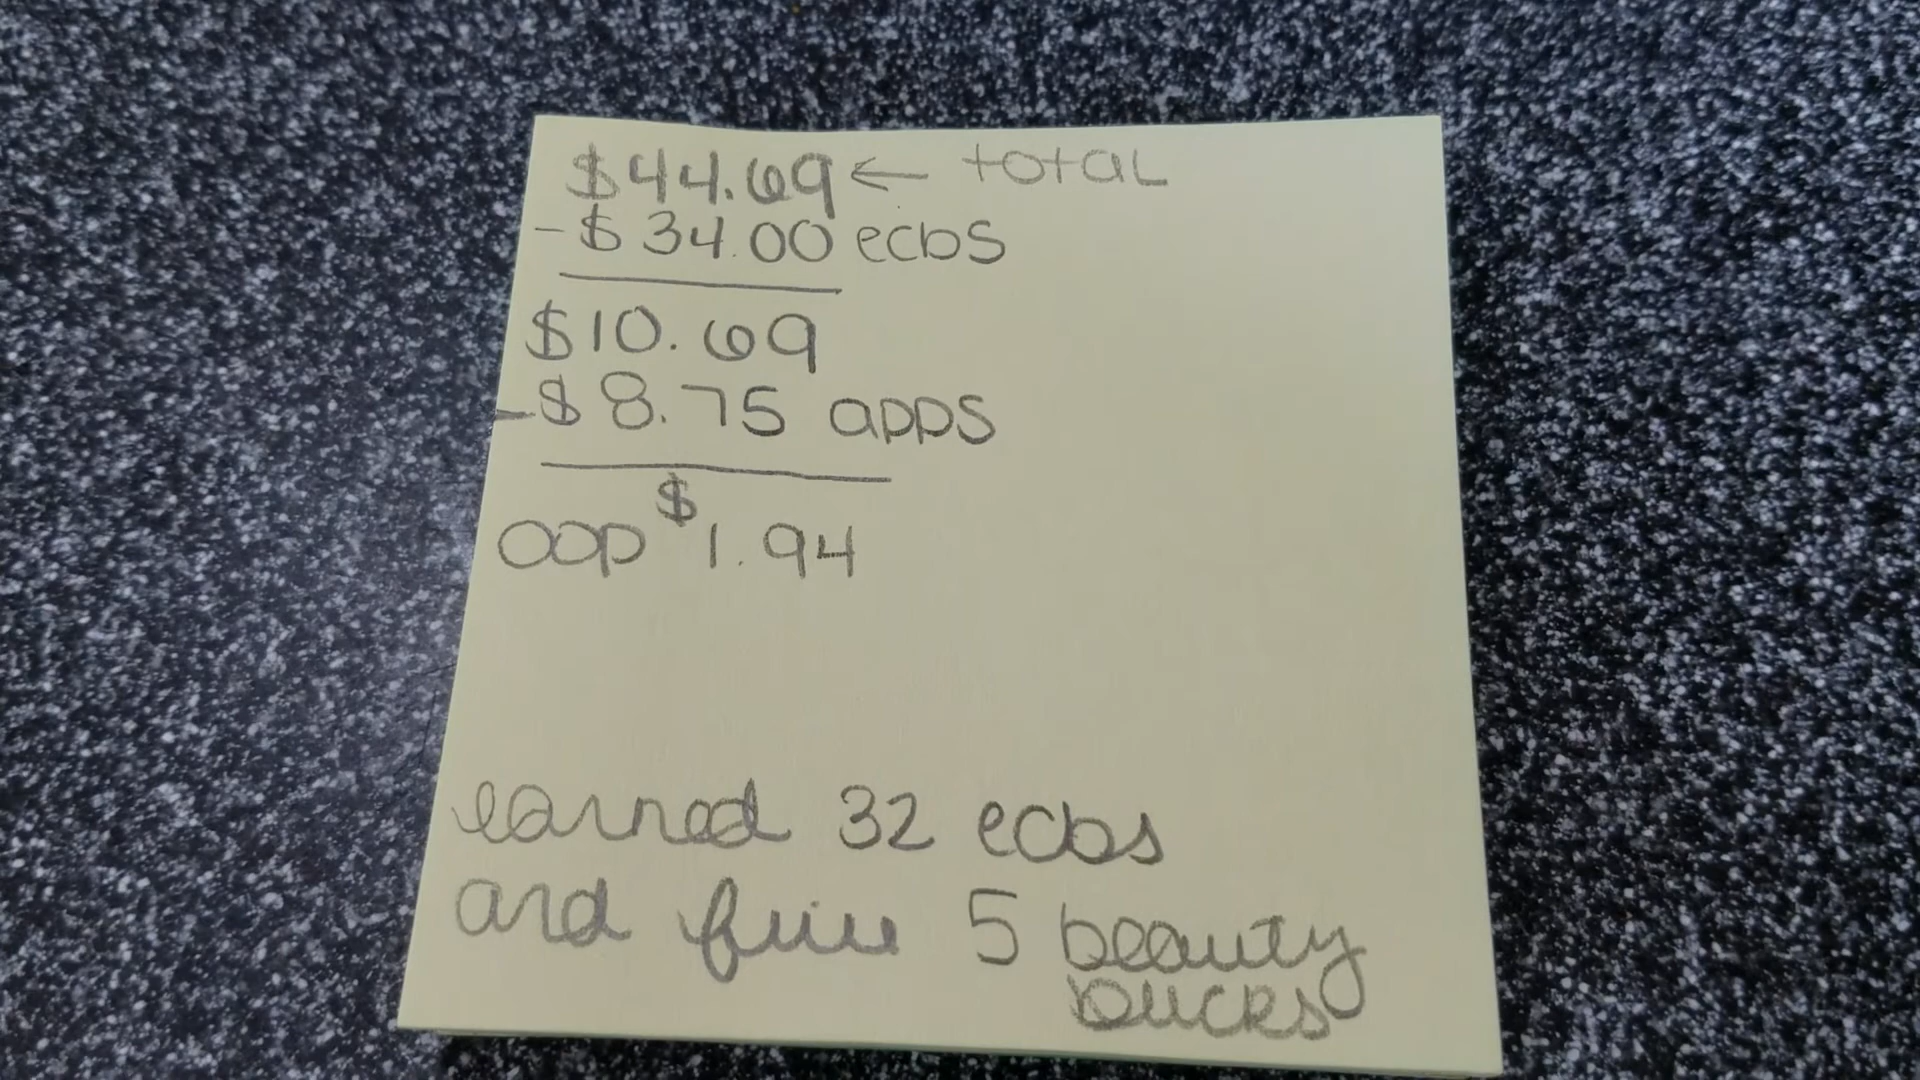 $44.69 ← total
-$34.00 ecbs
$10.69
-$8.75 apps
oop $1.94
earned 32 ecbs
and 5 beauty
bucks